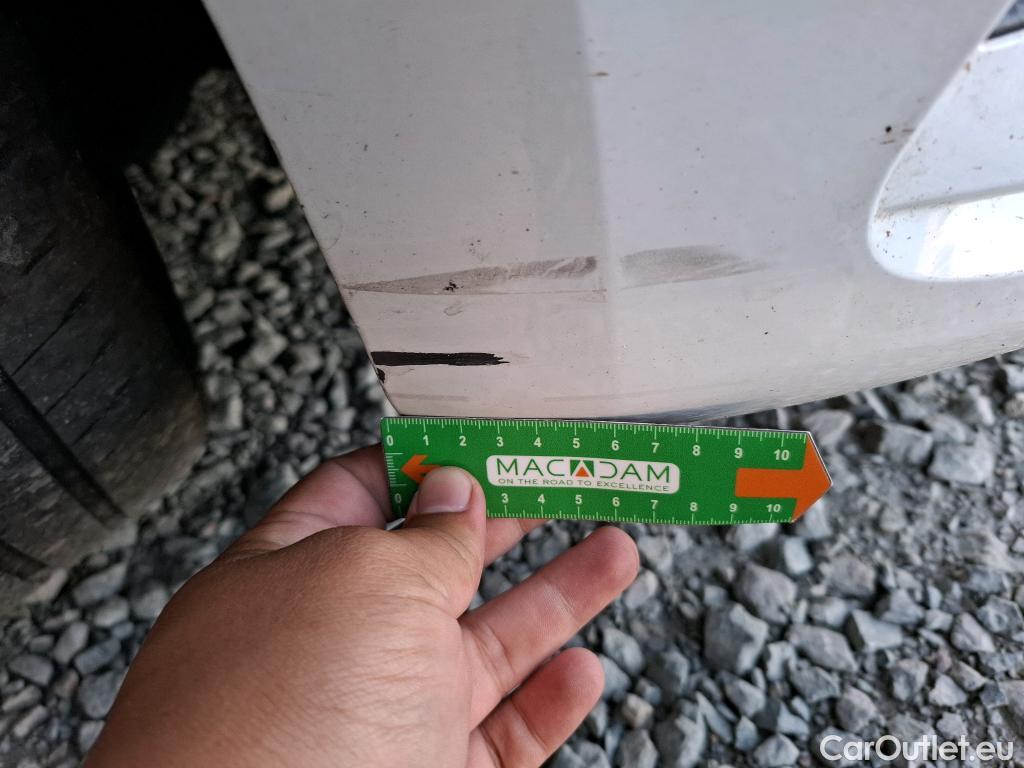 0 1 2 3 4 5 6 7 8 9 10
MACADAM
ON THE ROAD TO EXCELLENCE
0 3 4 5 6 7 8 9 10
CarOutlet.eu